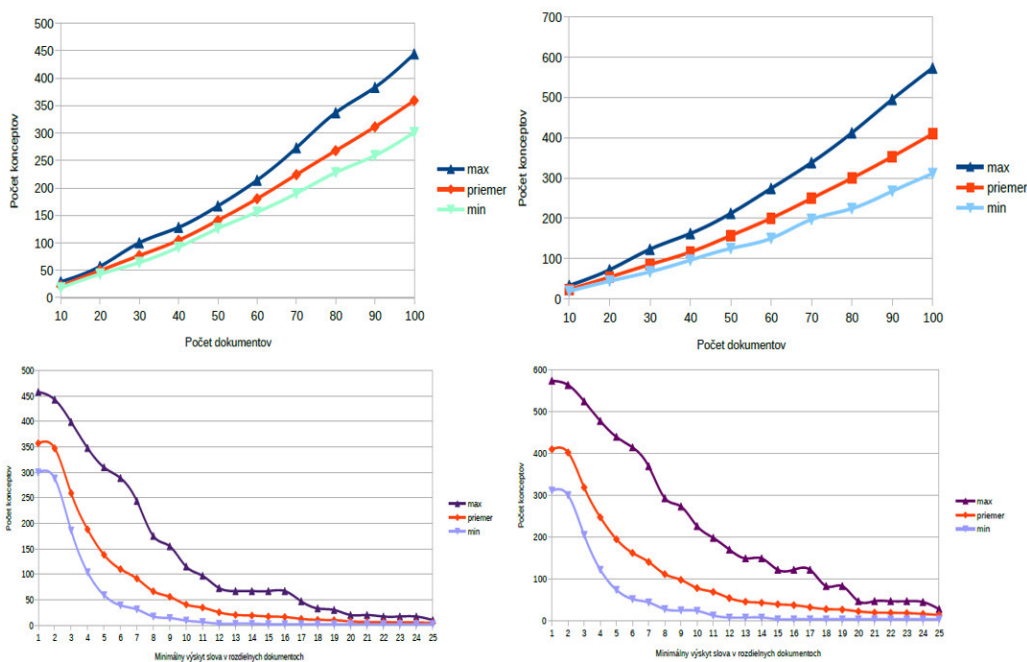 500
450
400
350
300
250
200
150
100
50
0
Počet konceptov
10 20 30 40 50 60 70 80 90 100
Počet dokumentov
max
priemer
min
700
600
500
400
300
200
100
0
Počet konceptov
10 20 30 40 50 60 70 80 90 100
Počet dokumentov
max
priemer
min
500
450
400
350
300
250
200
150
100
50
0
Počet konceptov
1 2 3 4 5 6 7 8 9 10 11 12 13 14 15 16 17 18 19 20 21 22 23 24 25
Minimálny výskyt slova v rozdielnych dokumentoch
max
priemer
min
600
500
400
300
200
100
0
Počet konceptov
1 2 3 4 5 6 7 8 9 10 11 12 13 14 15 16 17 18 19 20 21 22 23 24 25
Minimálny výskyt slova v rozdielnych dokumentoch
max
priemer
min